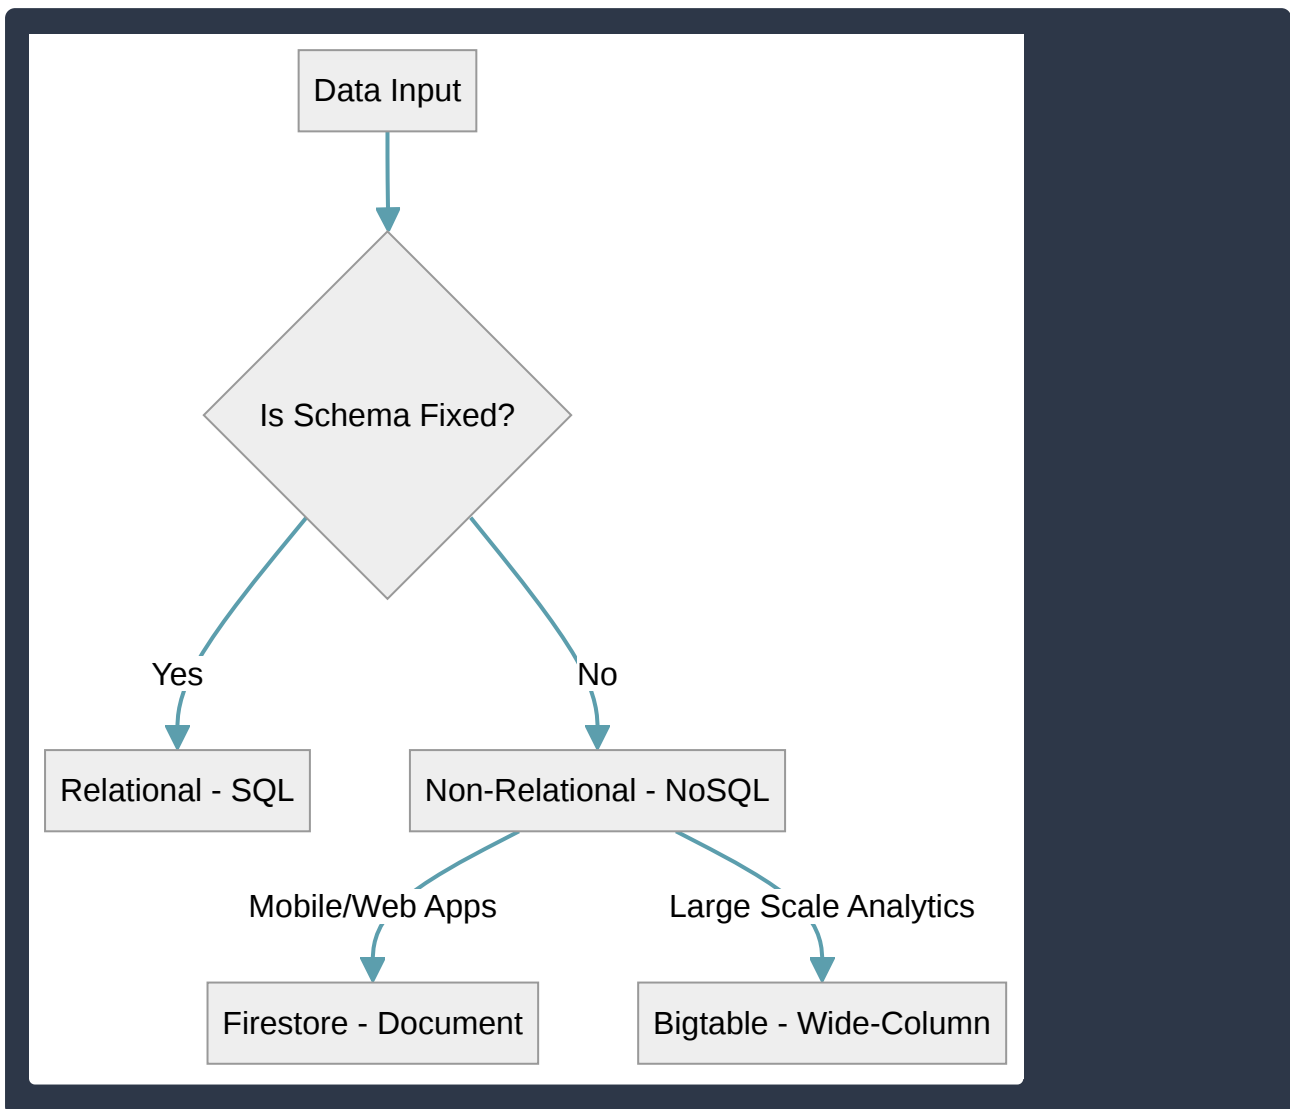 Data Input
Is Schema Fixed?
Yes
No
Relational - SQL
Non-Relational - NoSQL
Mobile/Web Apps
Large Scale Analytics
Firestore - Document
Bigtable - Wide-Column